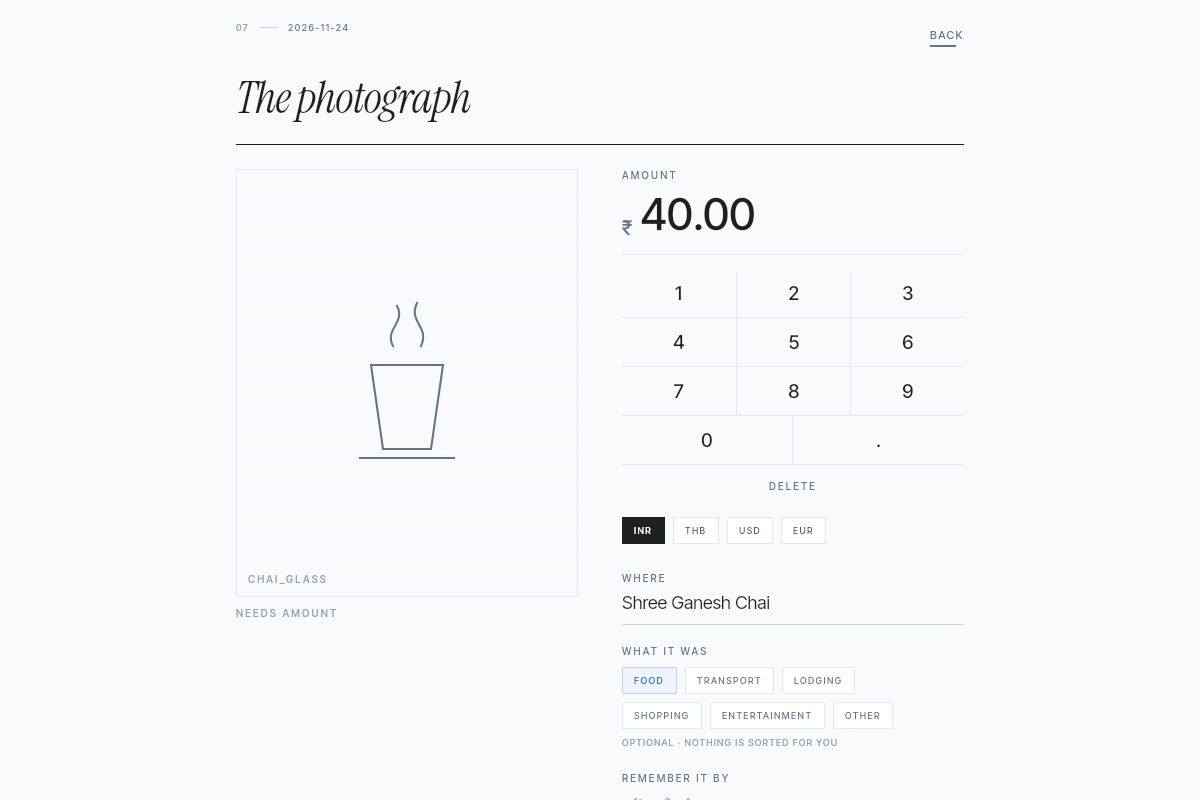 07 2026-11-24
BACK
The photograph
CHAI_GLASS
NEEDS AMOUNT
AMOUNT
₹ 40.00
1 2 3
4 5 6
7 8 9
0 .
DELETE
INR THB USD EUR
WHERE
Shree Ganesh Chai
WHAT IT WAS
FOOD TRANSPORT LODGING
SHOPPING ENTERTAINMENT OTHER
OPTIONAL · NOTHING IS SORTED FOR YOU
REMEMBER IT BY